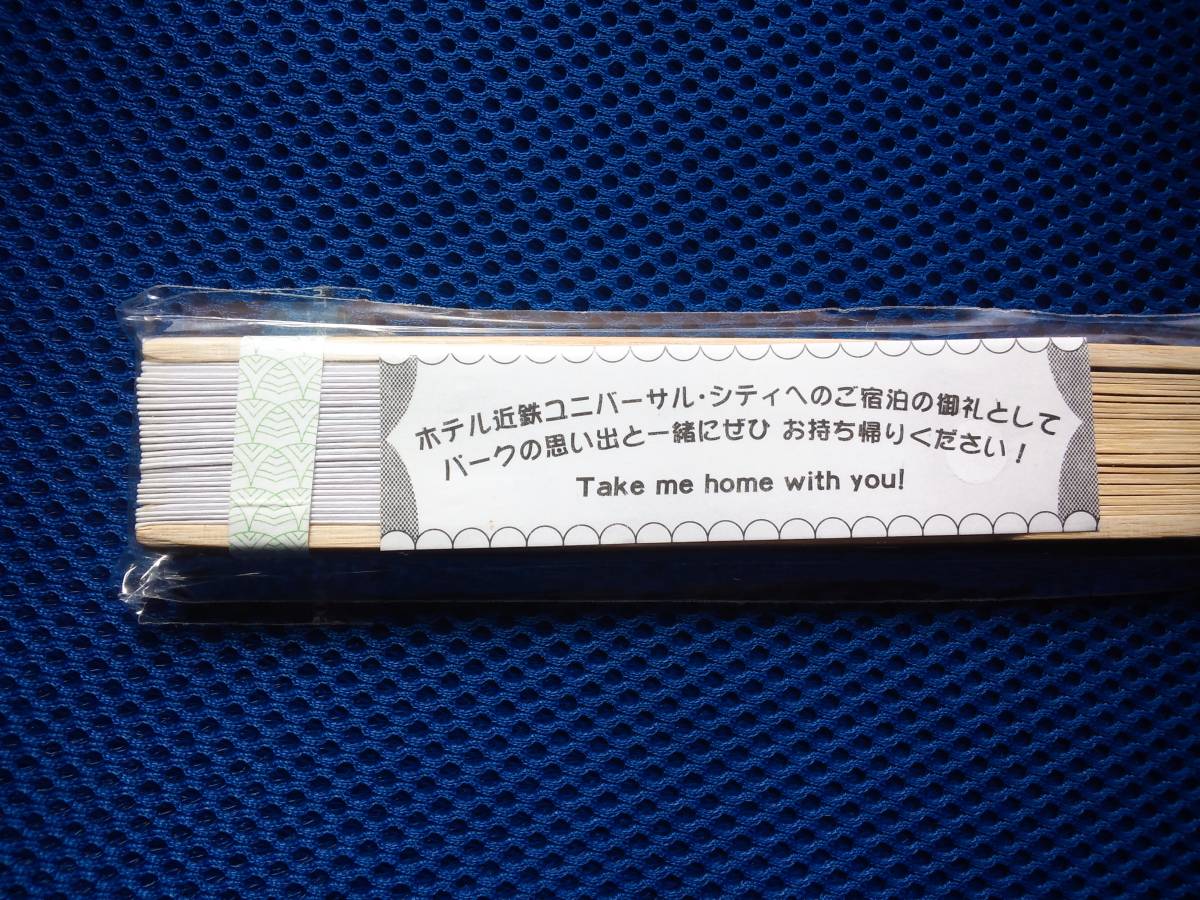 ホテル近鉄ユニバーサル・シティへのご宿泊の御礼として
パークの思い出と一緒にぜひ お持ち帰りください！
Take me home with you!